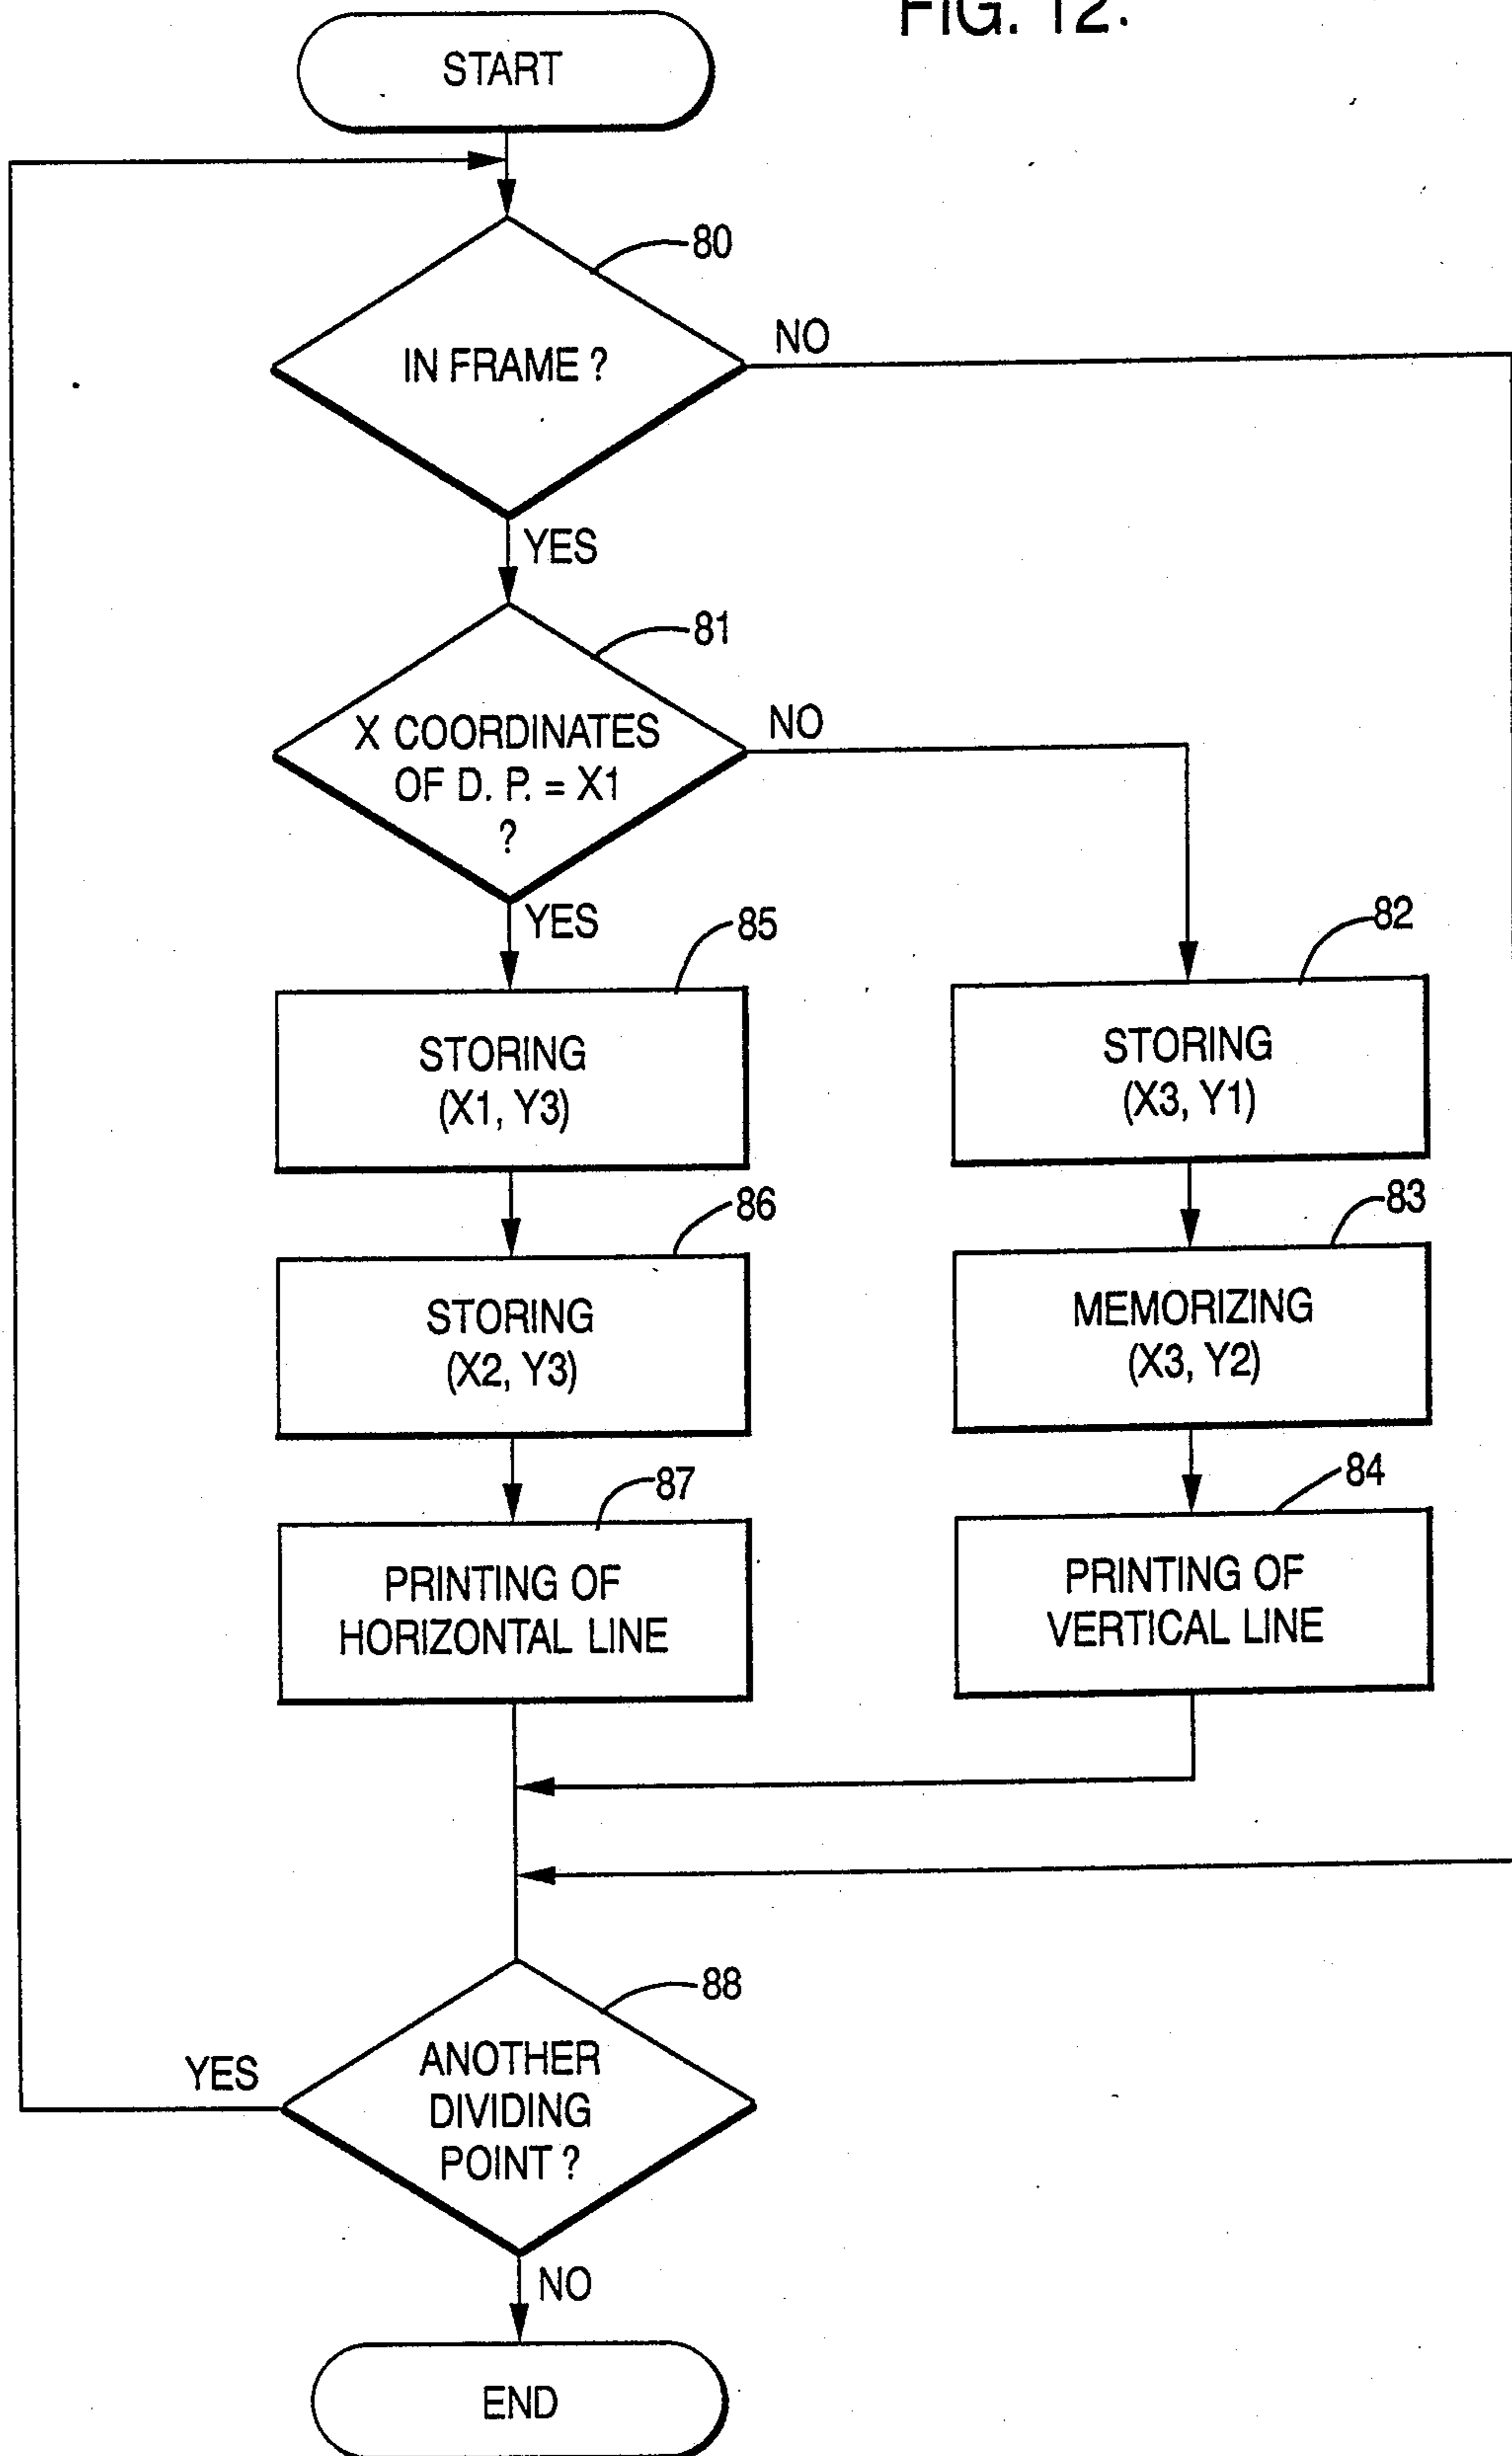 FIG. 12.
START
80
IN FRAME ?
NO
YES
81
X COORDINATES
OF D. P. = X1
?
NO
YES
85
STORING
(X1, Y3)
82
STORING
(X3, Y1)
86
STORING
(X2, Y3)
83
MEMORIZING
(X3, Y2)
87
PRINTING OF
HORIZONTAL LINE
84
PRINTING OF
VERTICAL LINE
88
ANOTHER
DIVIDING
POINT ?
YES
NO
END